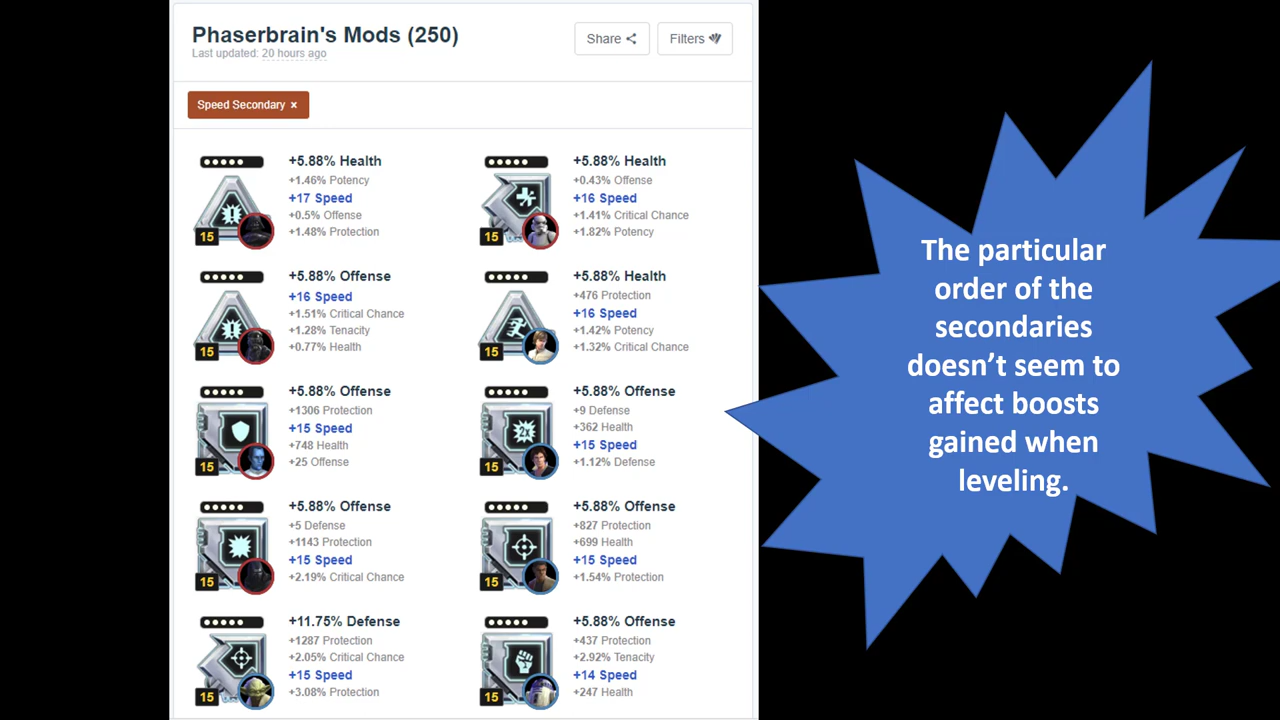 Phaserbrain's Mods (250)
Last updated: 20 hours ago
Share
Filters
Speed Secondary ×
+5.88% Health
+1.46% Potency
+17 Speed
+0.5% Offense
+1.48% Protection
15
+5.88% Health
+0.43% Offense
+16 Speed
+1.41% Critical Chance
+1.82% Potency
15
+5.88% Offense
+16 Speed
+1.51% Critical Chance
+1.28% Tenacity
+0.77% Health
15
+5.88% Health
+476 Protection
+16 Speed
+1.42% Potency
+1.32% Critical Chance
15
+5.88% Offense
+1306 Protection
+15 Speed
+748 Health
+25 Offense
15
+5.88% Offense
+9 Defense
+362 Health
+15 Speed
+1.12% Defense
2x
15
+5.88% Offense
+5 Defense
+1143 Protection
+15 Speed
+2.19% Critical Chance
15
+5.88% Offense
+827 Protection
+699 Health
+15 Speed
+1.54% Protection
15
+11.75% Defense
+1287 Protection
+2.05% Critical Chance
+15 Speed
+3.08% Protection
15
+5.88% Offense
+437 Protection
+2.92% Tenacity
+14 Speed
+247 Health
15
The particular
order of the
secondaries
doesn’t seem to
affect boosts
gained when
leveling.